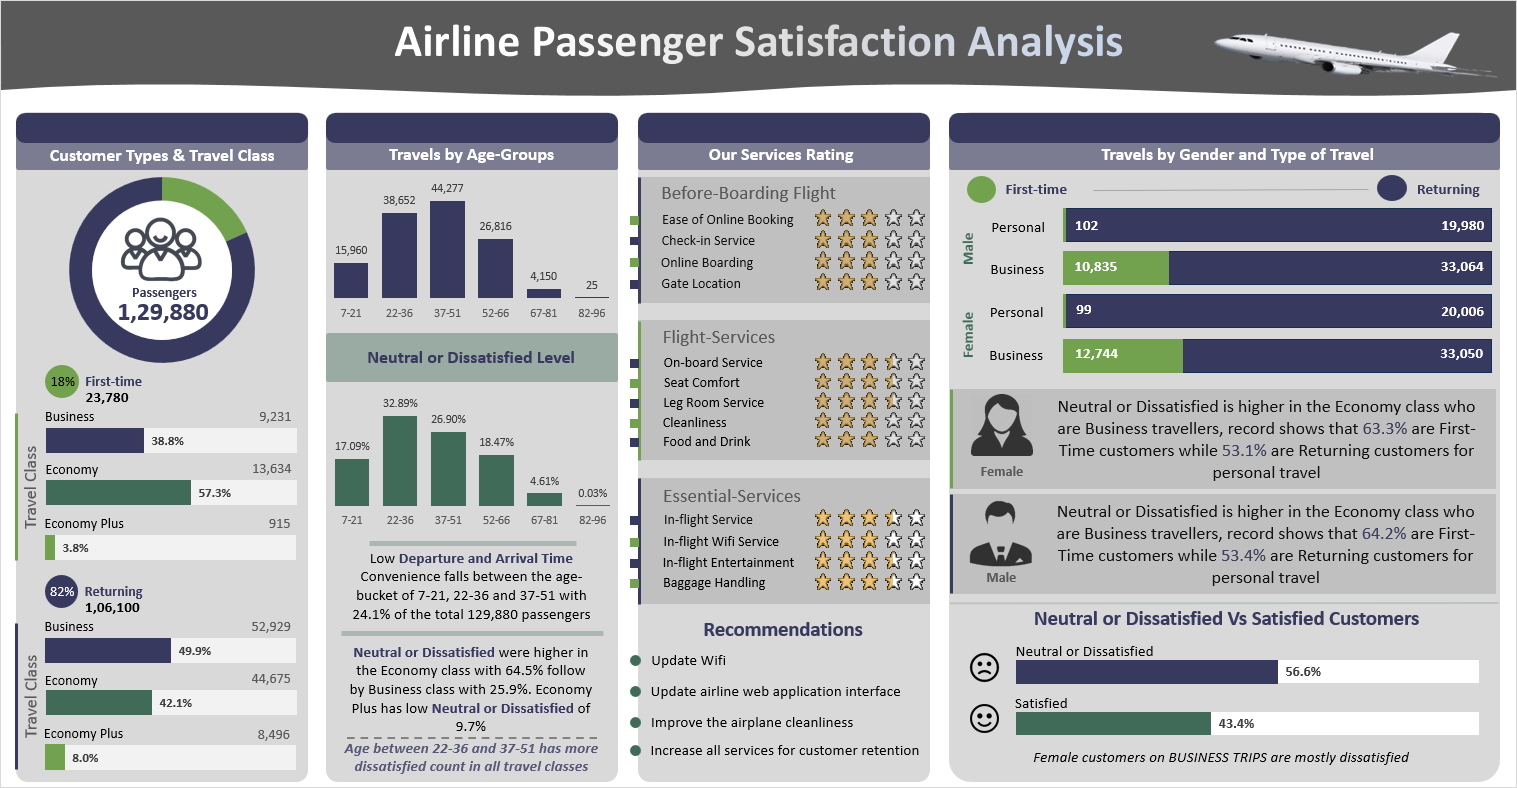 Airline Passenger Satisfaction Analysis
Customer Types & Travel Class
Passengers
1,29,880
18%
First-time
23,780
Travel Class
Business
9,231
38.8%
Economy
13,634
57.3%
Economy Plus
915
3.8%
82%
Returning
1,06,100
Travel Class
Business
52,929
49.9%
Economy
44,675
42.1%
Economy Plus
8,496
8.0%
Travels by Age-Groups
15,960
38,652
44,277
26,816
4,150
25
7-21
22-36
37-51
52-66
67-81
82-96
Neutral or Dissatisfied Level
17.09%
32.89%
26.90%
18.47%
4.61%
0.03%
7-21
22-36
37-51
52-66
67-81
82-96
Low Departure and Arrival Time
Convenience falls between the age-
bucket of 7-21, 22-36 and 37-51 with
24.1% of the total 129,880 passengers
Neutral or Dissatisfied were higher in
the Economy class with 64.5% follow
by Business class with 25.9%. Economy
Plus has low Neutral or Dissatisfied of
9.7%
Age between 22-36 and 37-51 has more
dissatisfied count in all travel classes
Our Services Rating
Before-Boarding Flight
Ease of Online Booking
Check-in Service
Online Boarding
Gate Location
Flight-Services
On-board Service
Seat Comfort
Leg Room Service
Cleanliness
Food and Drink
Essential-Services
In-flight Service
In-flight Wifi Service
In-flight Entertainment
Baggage Handling
Recommendations
Update Wifi
Update airline web application interface
Improve the airplane cleanliness
Increase all services for customer retention
Travels by Gender and Type of Travel
First-time
Returning
Male
Personal
102
19,980
Business
10,835
33,064
Female
Personal
99
20,006
Business
12,744
33,050
Female
Neutral or Dissatisfied is higher in the Economy class who
are Business travellers, record shows that 63.3% are First-
Time customers while 53.1% are Returning customers for
personal travel
Male
Neutral or Dissatisfied is higher in the Economy class who
are Business travellers, record shows that 64.2% are First-
Time customers while 53.4% are Returning customers for
personal travel
Neutral or Dissatisfied Vs Satisfied Customers
Neutral or Dissatisfied
56.6%
Satisfied
43.4%
Female customers on BUSINESS TRIPS are mostly dissatisfied